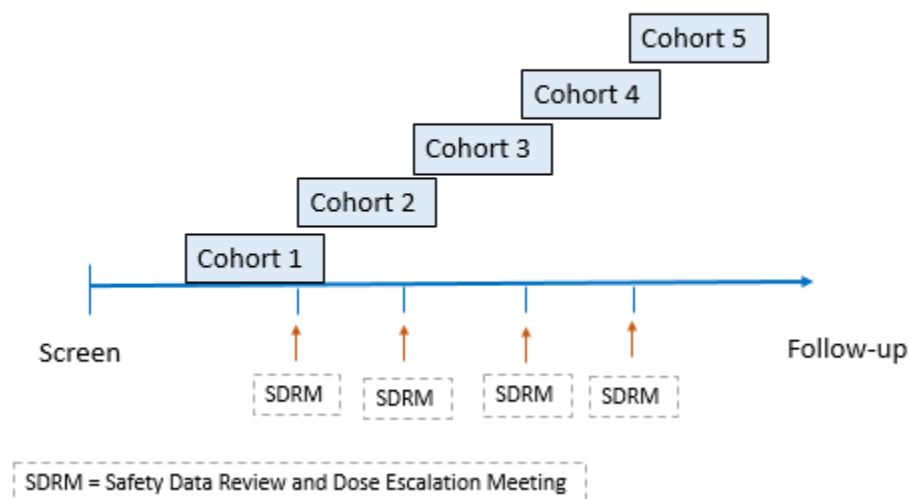 Cohort 5
Cohort 4
Cohort 3
Cohort 2
Cohort 1
Screen
Follow-up
SDRM
SDRM
SDRM
SDRM
SDRM = Safety Data Review and Dose Escalation Meeting